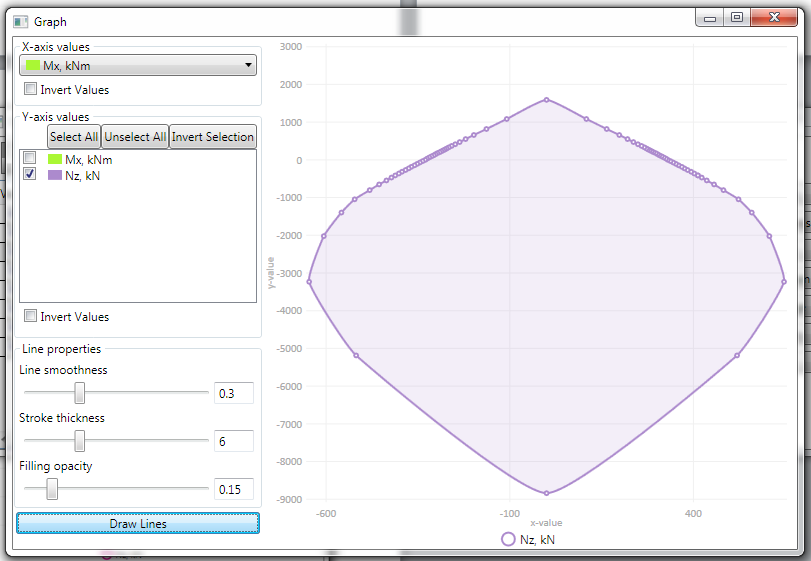 Graph
X-axis values
Mx, kNm
Invert Values
Y-axis values
Select All Unselect All Invert Selection
Mx, kNm
Nz, kN
Invert Values
Line properties
Line smoothness
0.3
Stroke thickness
6
Filling opacity
0.15
Draw Lines
3000
2000
1000
0
-1000
-2000
-3000
-4000
-5000
-6000
-7000
-8000
-9000
y-value
-600 -100 400
x-value
Nz, kN